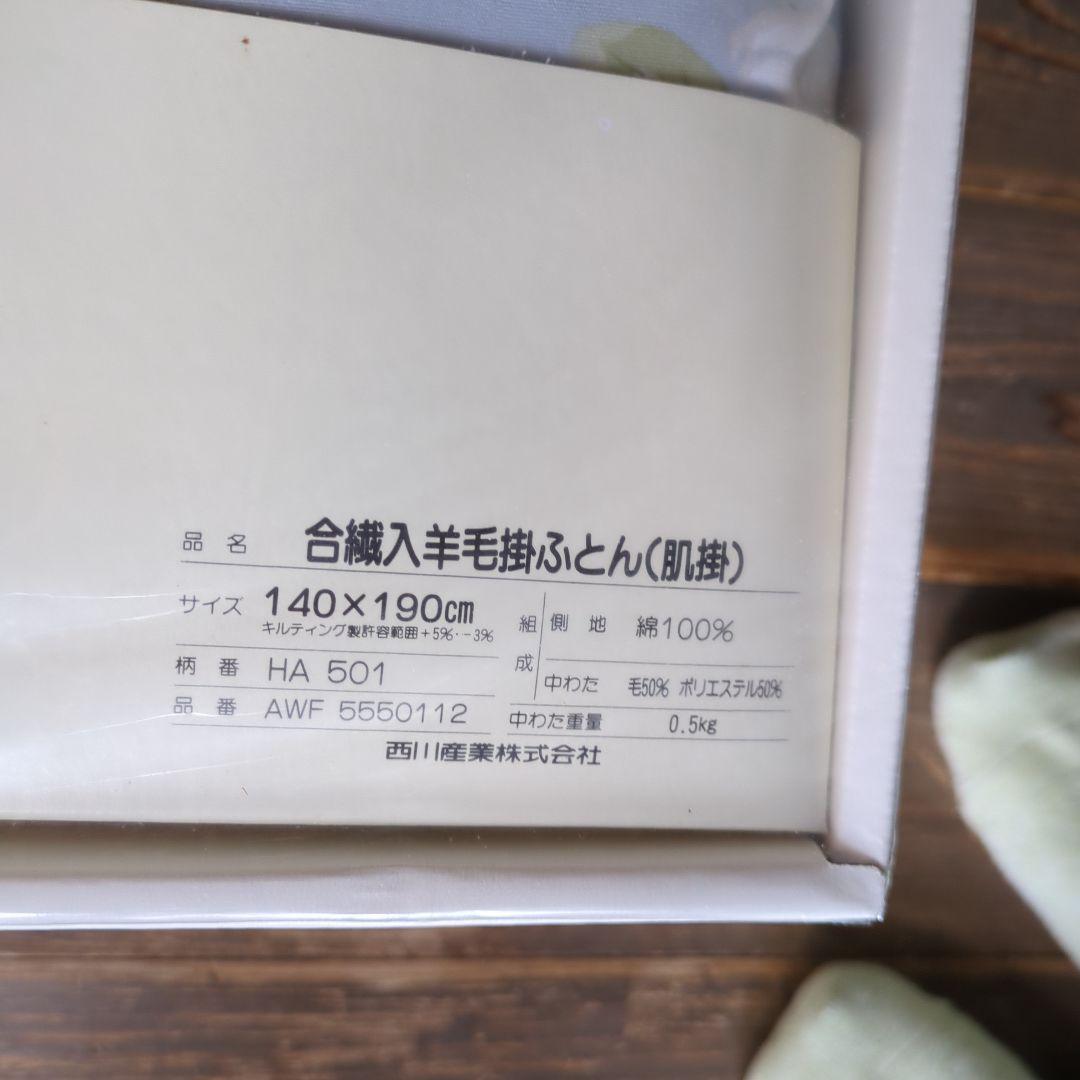 品 名 合繊入羊毛掛ふとん(肌掛)
サイズ 140×190cm
キルティング製許容範囲+5%・−3%
柄 番 HA 501
品 番 AWF 5550112
組成 側 地 綿100%
中わた 毛50% ポリエステル50%
中わた重量 0.5kg
西川産業株式会社